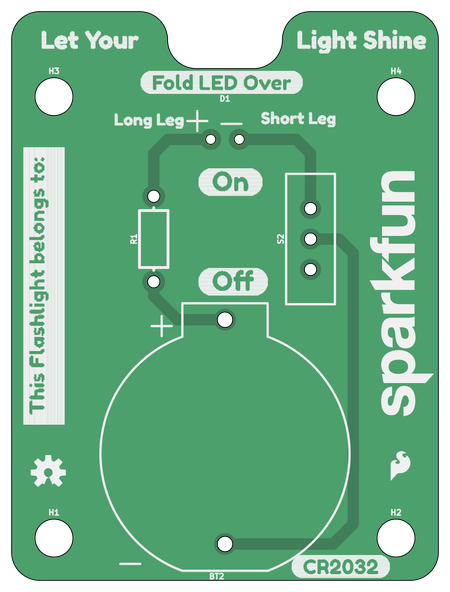 Let Your Light Shine
H3
H4
Fold LED Over
D1
Long Leg + − Short Leg
On
This Flashlight belongs to:
R1
S2
sparkfun
Off
+
H1
H2
−
BT2
CR2032